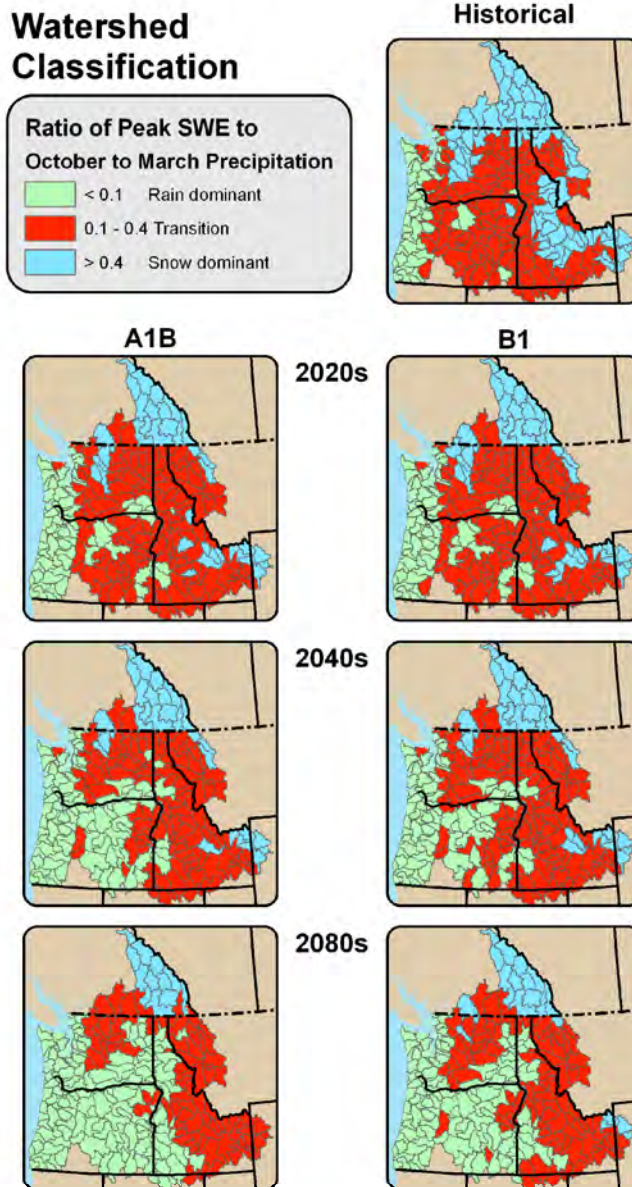 Watershed
Classification
Historical
Ratio of Peak SWE to
October to March Precipitation
< 0.1 Rain dominant
0.1 - 0.4 Transition
> 0.4 Snow dominant
A1B
B1
2020s
2040s
2080s